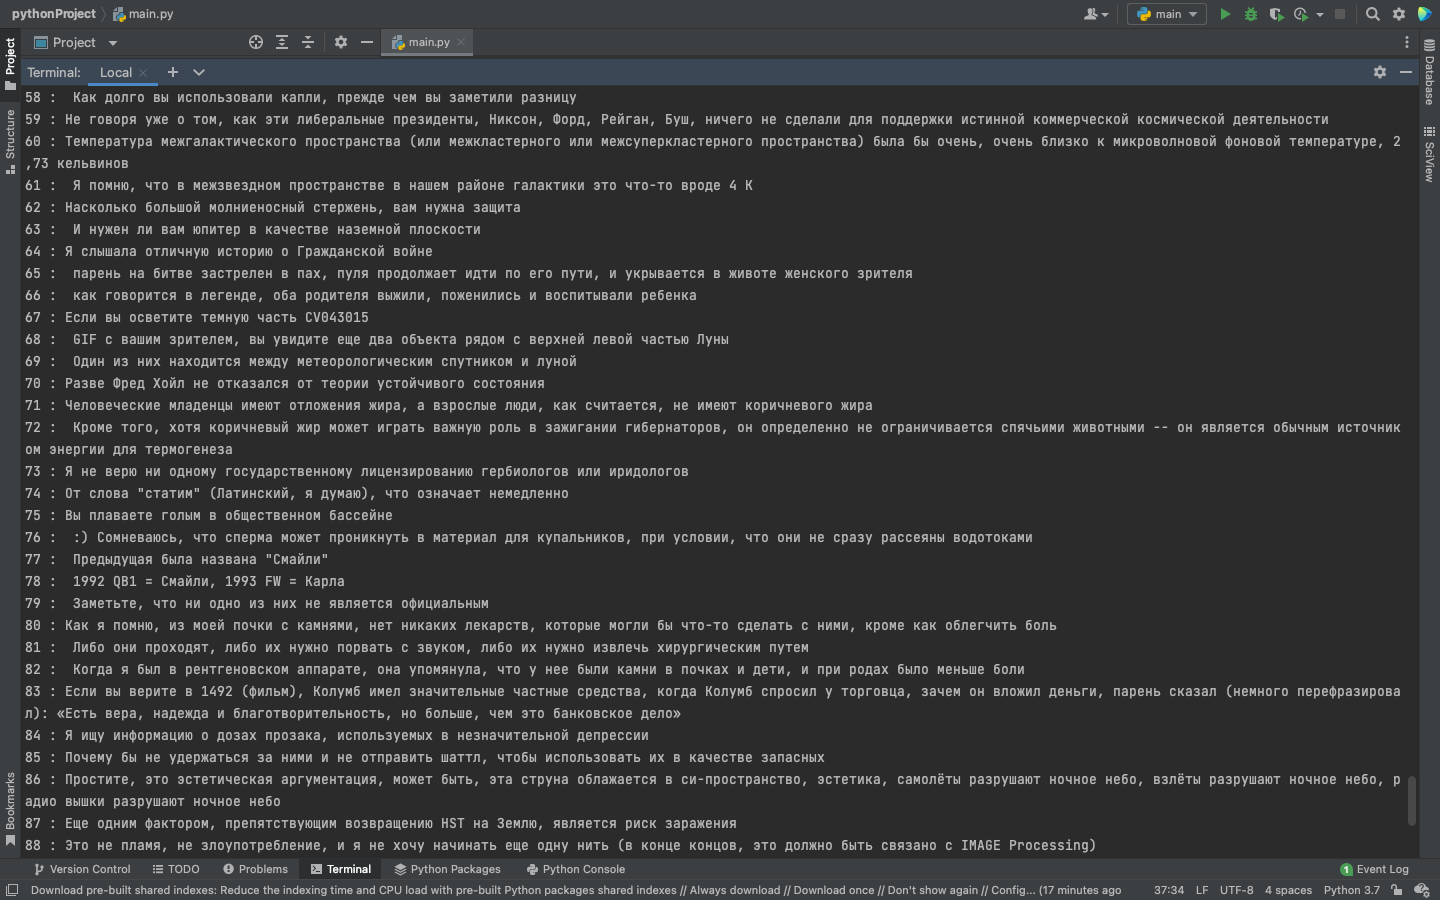 pythonProject main.py
main
Project
main.py
Terminal: Local
58 : Как долго вы использовали капли, прежде чем вы заметили разницу
59 : Не говоря уже о том, как эти либеральные президенты, Никсон, Форд, Рейган, Буш, ничего не сделали для поддержки истинной коммерческой космической деятельности
60 : Температура межгалактического пространства (или межкластерного или межсуперкластерного пространства) была бы очень, очень близко к микроволновой фоновой температуре, 2
,73 кельвинов
61 : Я помню, что в межзвездном пространстве в нашем районе галактики это что-то вроде 4 К
62 : Насколько большой молниеносный стержень, вам нужна защита
63 : И нужен ли вам юпитер в качестве наземной плоскости
64 : Я слышала отличную историю о Гражданской войне
65 : парень на битве застрелен в пах, пуля продолжает идти по его пути, и укрывается в животе женского зрителя
66 : как говорится в легенде, оба родителя выжили, поженились и воспитывали ребенка
67 : Если вы осветите темную часть CV043015
68 : GIF с вашим зрителем, вы увидите еще два объекта рядом с верхней левой частью Луны
69 : Один из них находится между метеорологическим спутником и луной
70 : Разве Фред Хойл не отказался от теории устойчивого состояния
71 : Человеческие младенцы имеют отложения жира, а взрослые люди, как считается, не имеют коричневого жира
72 : Кроме того, хотя коричневый жир может играть важную роль в зажигании гибернаторов, он определенно не ограничивается спячьими животными -- он является обычным источник
ом энергии для термогенеза
73 : Я не верю ни одному государственному лицензированию гербиологов или иридологов
74 : От слова "статим" (Латинский, я думаю), что означает немедленно
75 : Вы плаваете голым в общественном бассейне
76 : :) Сомневаюсь, что сперма может проникнуть в материал для купальников, при условии, что они не сразу рассеяны водотоками
77 : Предыдущая была названа "Смайли"
78 : 1992 QB1 = Смайли, 1993 FW = Карла
79 : Заметьте, что ни одно из них не является официальным
80 : Как я помню, из моей почки с камнями, нет никаких лекарств, которые могли бы что-то сделать с ними, кроме как облегчить боль
81 : Либо они проходят, либо их нужно порвать с звуком, либо их нужно извлечь хирургическим путем
82 : Когда я был в рентгеновском аппарате, она упомянула, что у нее были камни в почках и дети, и при родах было меньше боли
83 : Если вы верите в 1492 (фильм), Колумб имел значительные частные средства, когда Колумб спросил у торговца, зачем он вложил деньги, парень сказал (немного перефразирова
л): «Есть вера, надежда и благотворительность, но больше, чем это банковское дело»
84 : Я ищу информацию о дозах прозака, используемых в незначительной депрессии
85 : Почему бы не удержаться за ними и не отправить шаттл, чтобы использовать их в качестве запасных
86 : Простите, это эстетическая аргументация, может быть, эта струна облажается в си-пространство, эстетика, самолёты разрушают ночное небо, взлёты разрушают ночное небо, р
адио вышки разрушают ночное небо
87 : Еще одним фактором, препятствующим возвращению HST на Землю, является риск заражения
88 : Это не пламя, не злоупотребление, и я не хочу начинать еще одну нить (в конце концов, это должно быть связано с IMAGE Processing)
Project
Structure
Bookmarks
Database
SciView
Version Control TODO Problems Terminal Python Packages Python Console 1 Event Log
Download pre-built shared indexes: Reduce the indexing time and CPU load with pre-built Python packages shared indexes // Always download // Download once // Don't show again // Config... (17 minutes ago 37:34 LF UTF-8 4 spaces Python 3.7